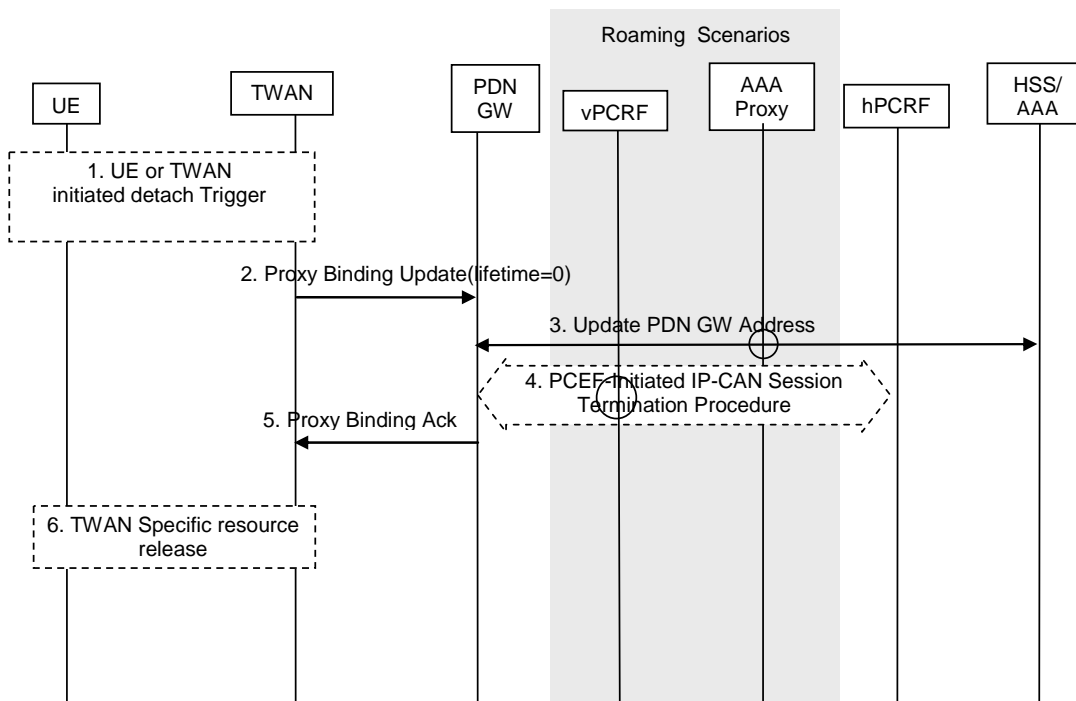 Roaming Scenarios
UE
TWAN
PDN
GW
vPCRF
AAA
Proxy
hPCRF
HSS/
AAA
1. UE or TWAN
initiated detach Trigger
2. Proxy Binding Update(lifetime=0)
3. Update PDN GW Address
4. PCEF-Initiated IP-CAN Session
Termination Procedure
5. Proxy Binding Ack
6. TWAN Specific resource
release